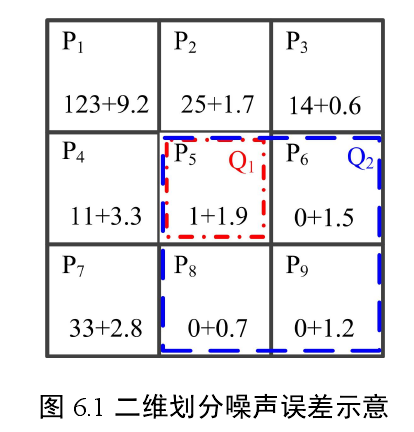 P₁ P₂ P₃
123+9.2 25+1.7 14+0.6
P₄ P₅ Q₁ P₆ Q₂
11+3.3 1+1.9 0+1.5
P₇ P₈ P₉
33+2.8 0+0.7 0+1.2
图 6.1 二维划分噪声误差示意